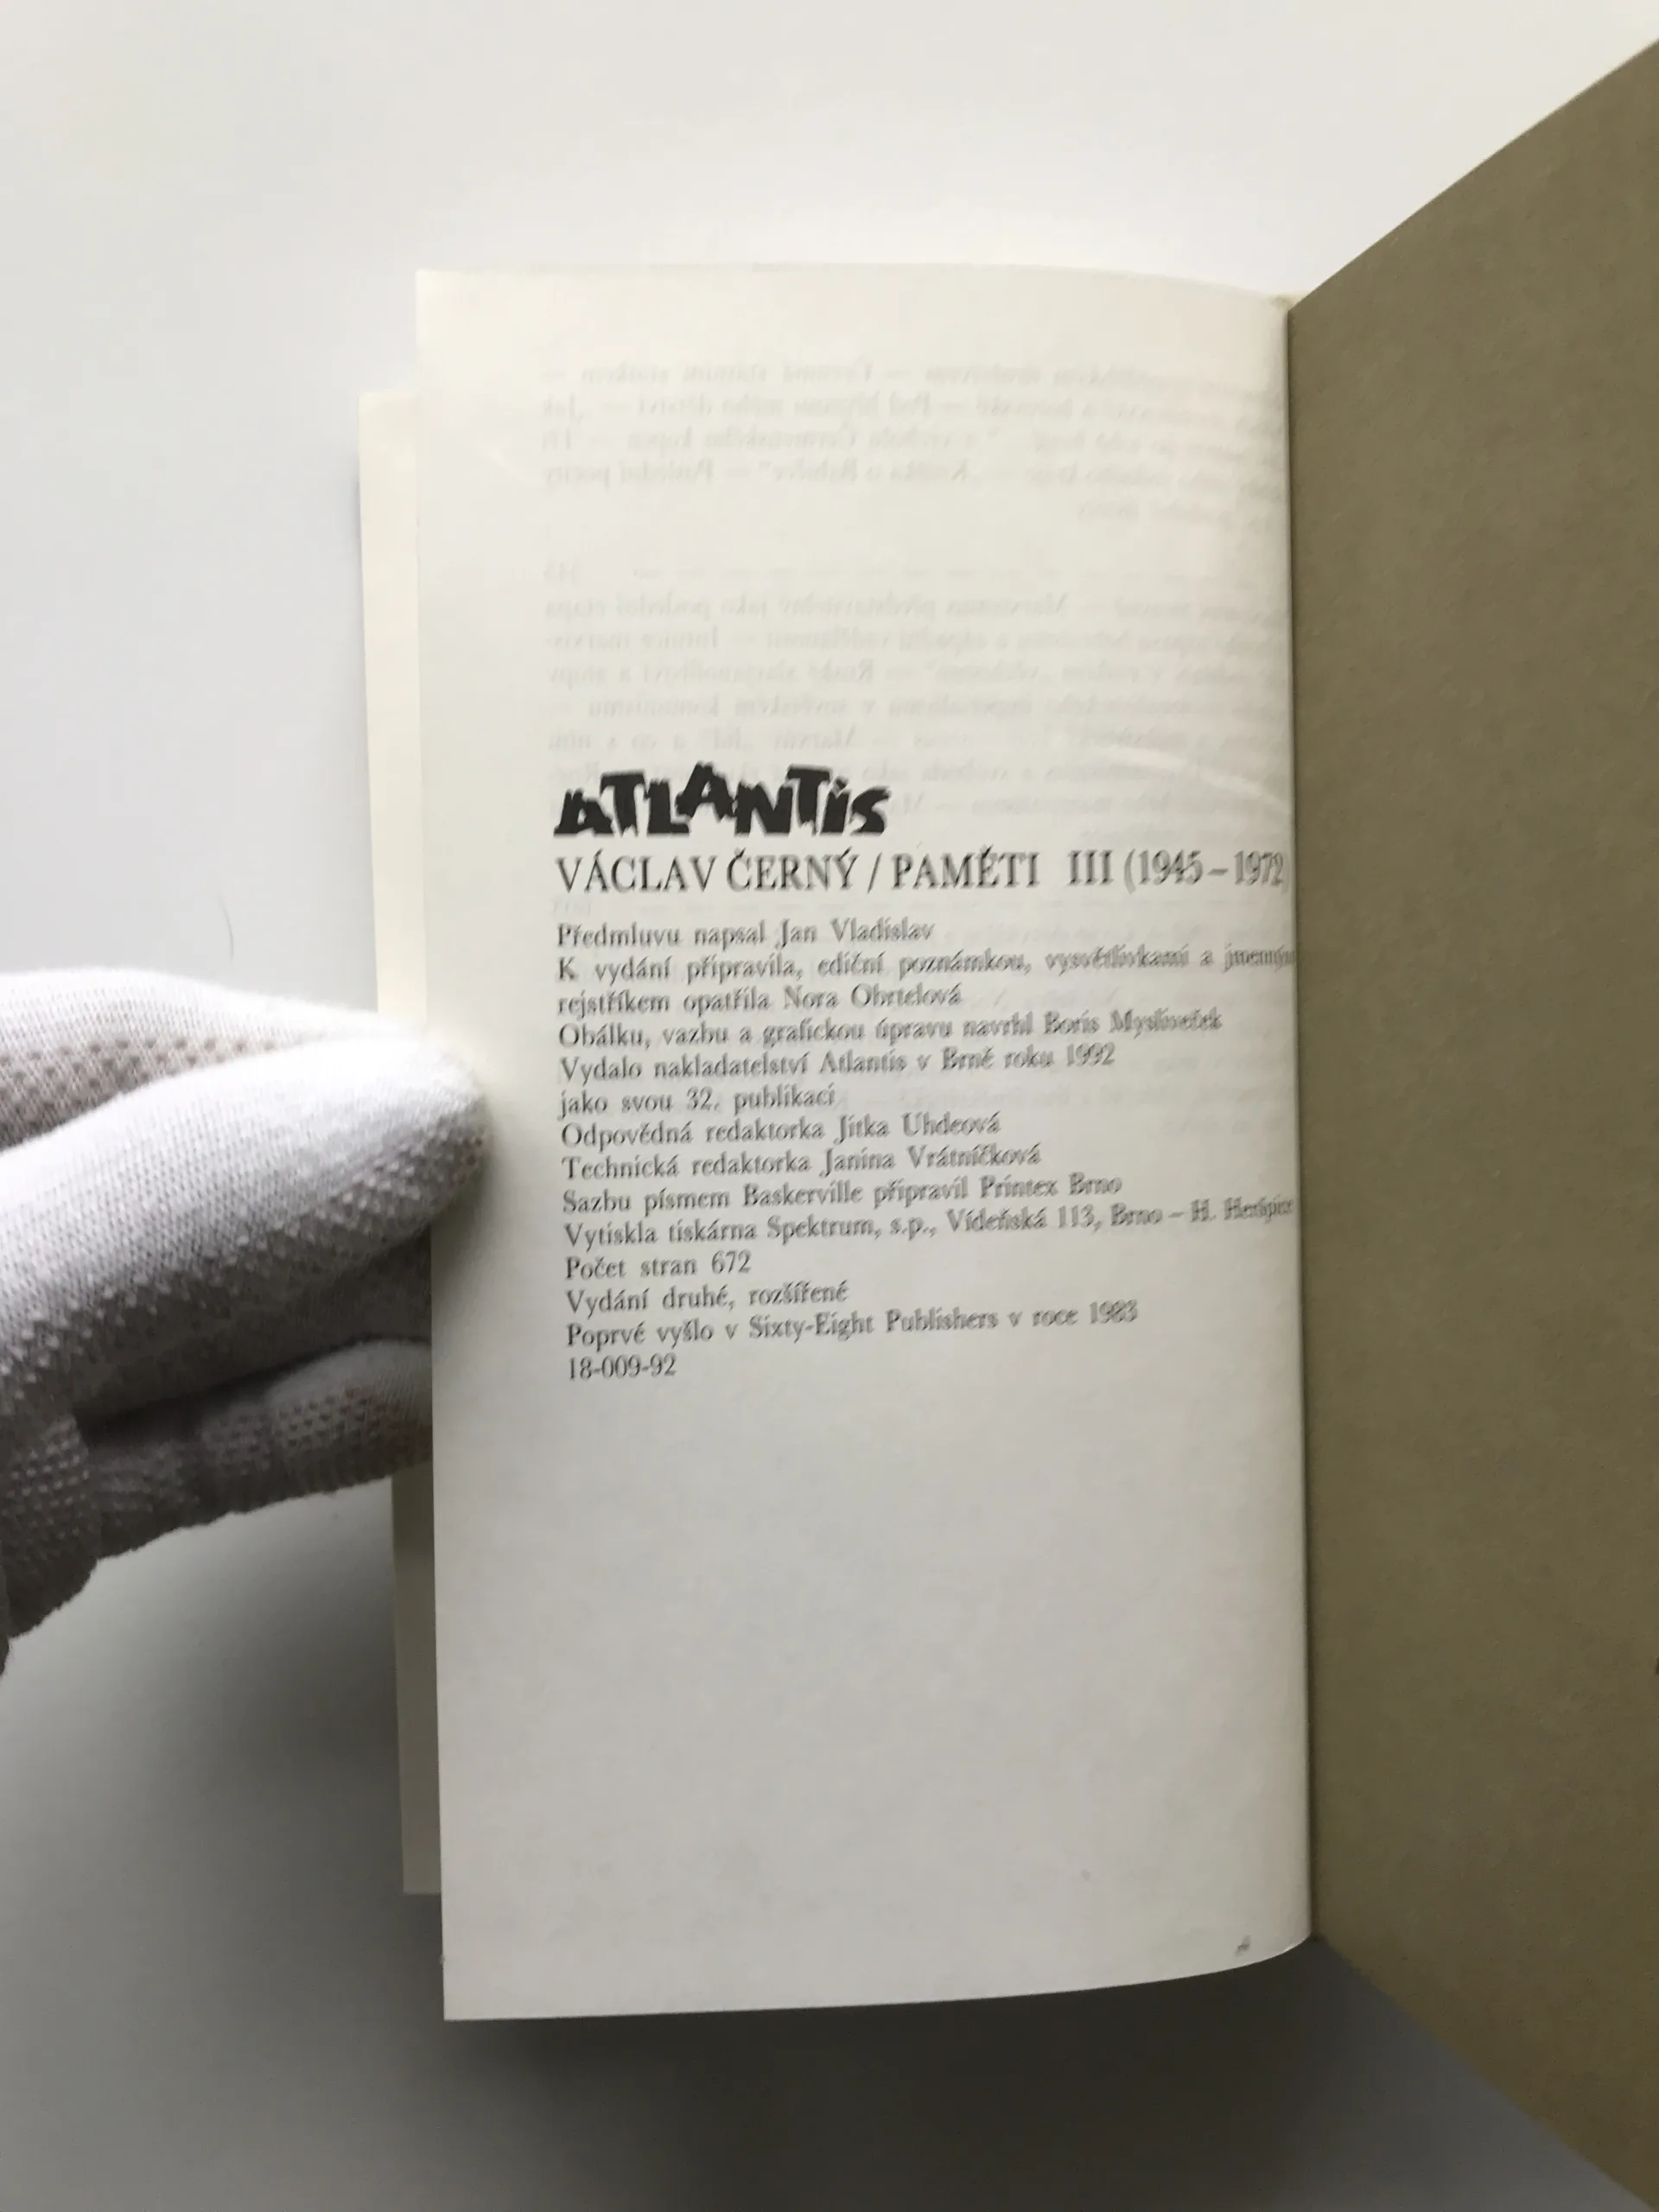 ATLANTIS
VÁCLAV ČERNÝ / PAMĚTI III (1945–1972)
Předmluvu napsal Jan Vladislav
K vydání připravila, ediční poznámkou, vysvětlivkami a jmenným
rejstříkem opatřila Nora Obrtelová
Obálku, vazbu a grafickou úpravu navrhl Boris Mysliveček
Vydalo nakladatelství Atlantis v Brně roku 1992
jako svou 32. publikaci
Odpovědná redaktorka Jitka Uhdeová
Technická redaktorka Janina Vrátníčková
Sazbu písmem Baskerville připravil Printex Brno
Vytiskla tiskárna Spektrum, s.p., Vídeňská 113, Brno – H. Heršpice
Počet stran 672
Vydání druhé, rozšířené
Poprvé vyšlo v Sixty-Eight Publishers v roce 1983
18-009-92